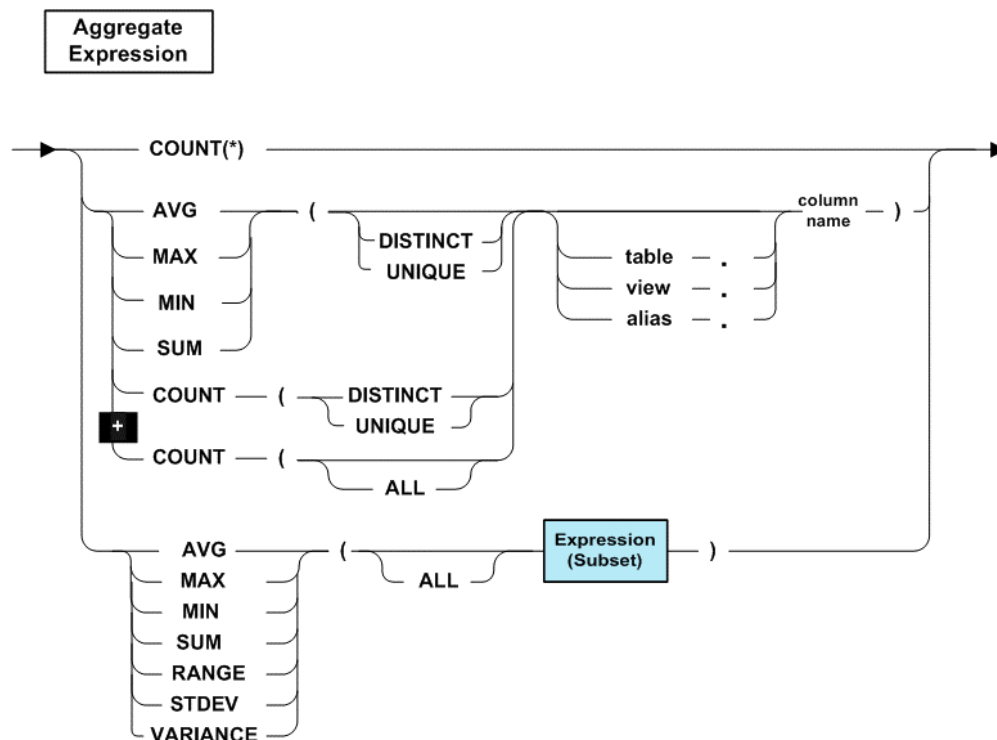 Aggregate
Expression
COUNT(*)
AVG ( column name )
DISTINCT
MAX table .
UNIQUE
view .
MIN
alias .
SUM
COUNT ( DISTINCT
UNIQUE
+
COUNT (
ALL
AVG ( Expression (Subset) )
MAX ALL
MIN
SUM
RANGE
STDEV
VARIANCE